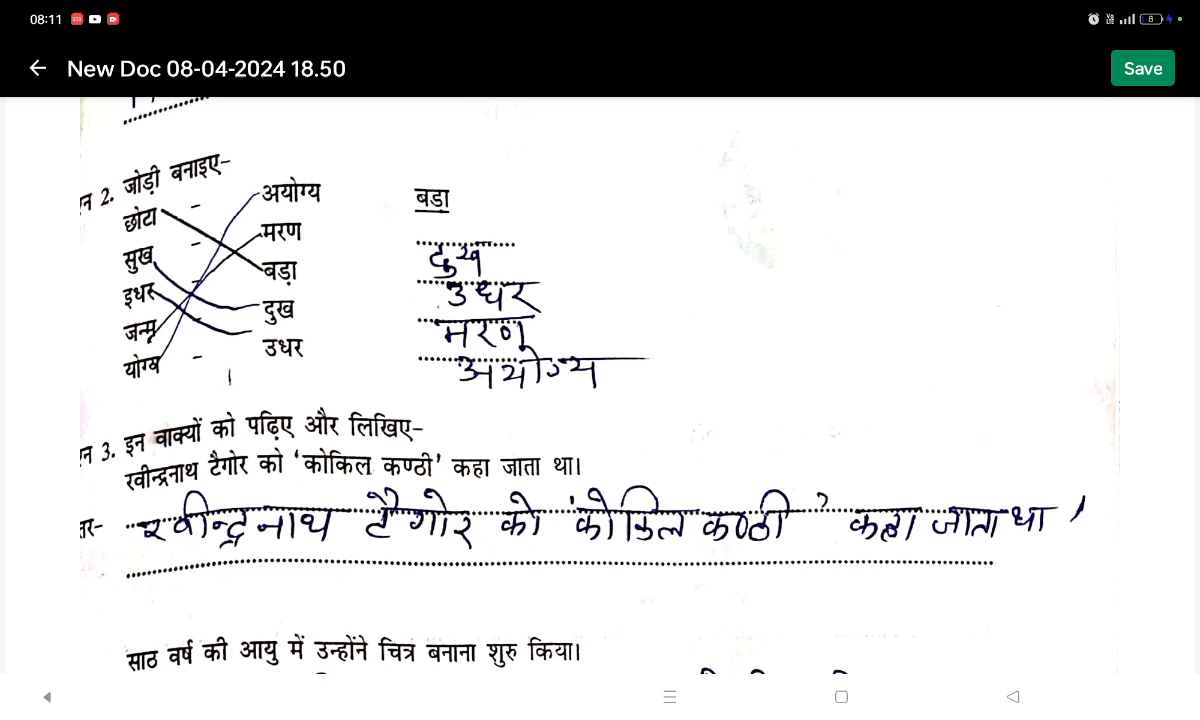 08:11
New Doc 08-04-2024 18.50
Save
न 2. जोड़ी बनाइए-
छोटा - अयोग्य बडा
सुख - मरण दुख
इधर - बड़ा उधर
जन्म - दुख मरण
योग्य - उधर अयोग्य
न 3. इन वाक्यों को पढ़िए और लिखिए-
रवीन्द्रनाथ टैगोर को 'कोकिल कण्ठी' कहा जाता था।
तर- रवीन्द्रनाथ टैगोर को 'कोकिल कण्ठी' कहा जाता था।
साठ वर्ष की आयु में उन्होंने चित्र बनाना शुरु किया।